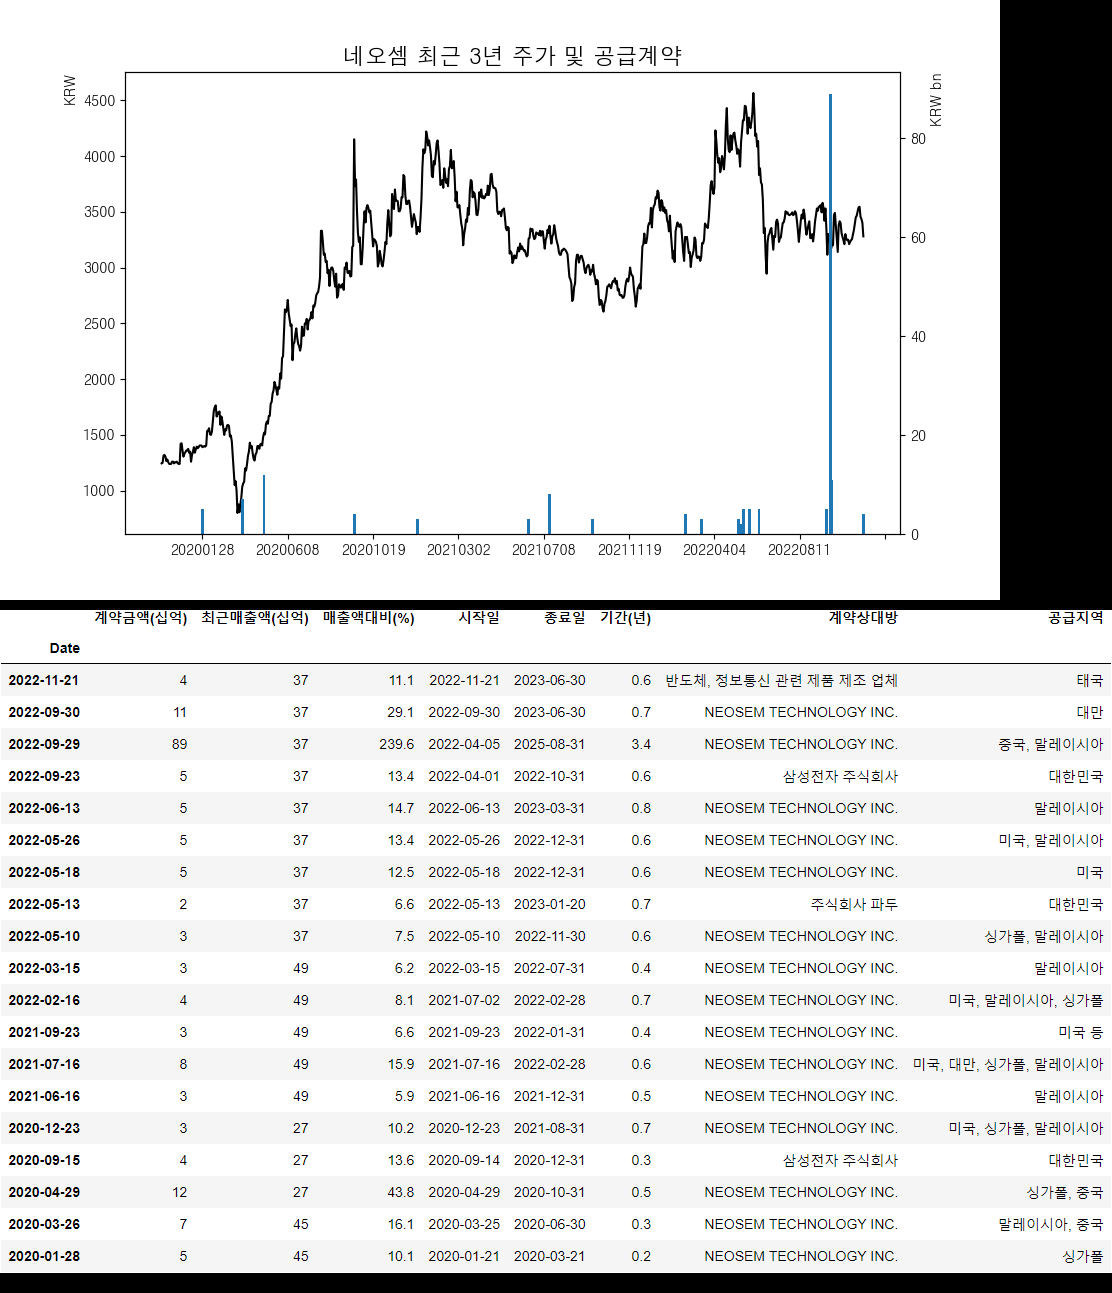 네오셈 최근 3년 주가 및 공급계약
KRW
KRW bn
4500
4000
3500
3000
2500
2000
1500
1000
80
60
40
20
0
20200128 20200608 20201019 20210302 20210708 20211119 20220404 20220811
계약금액(십억) 최근매출액(십억) 매출액대비(%) 시작일 종료일 기간(년) 계약상대방 공급지역
Date
2022-11-21 4 37 11.1 2022-11-21 2023-06-30 0.6 반도체, 정보통신 관련 제품 제조 업체 태국
2022-09-30 11 37 29.1 2022-09-30 2023-06-30 0.7 NEOSEM TECHNOLOGY INC. 대만
2022-09-29 89 37 239.6 2022-04-05 2025-08-31 3.4 NEOSEM TECHNOLOGY INC. 중국, 말레이시아
2022-09-23 5 37 13.4 2022-04-01 2022-10-31 0.6 삼성전자 주식회사 대한민국
2022-06-13 5 37 14.7 2022-06-13 2023-03-31 0.8 NEOSEM TECHNOLOGY INC. 말레이시아
2022-05-26 5 37 13.4 2022-05-26 2022-12-31 0.6 NEOSEM TECHNOLOGY INC. 미국, 말레이시아
2022-05-18 5 37 12.5 2022-05-18 2022-12-31 0.6 NEOSEM TECHNOLOGY INC. 미국
2022-05-13 2 37 6.6 2022-05-13 2023-01-20 0.7 주식회사 파두 대한민국
2022-05-10 3 37 7.5 2022-05-10 2022-11-30 0.6 NEOSEM TECHNOLOGY INC. 싱가폴, 말레이시아
2022-03-15 3 49 6.2 2022-03-15 2022-07-31 0.4 NEOSEM TECHNOLOGY INC. 말레이시아
2022-02-16 4 49 8.1 2021-07-02 2022-02-28 0.7 NEOSEM TECHNOLOGY INC. 미국, 말레이시아, 싱가폴
2021-09-23 3 49 6.6 2021-09-23 2022-01-31 0.4 NEOSEM TECHNOLOGY INC. 미국 등
2021-07-16 8 49 15.9 2021-07-16 2022-02-28 0.6 NEOSEM TECHNOLOGY INC. 미국, 대만, 싱가폴, 말레이시아
2021-06-16 3 49 5.9 2021-06-16 2021-12-31 0.5 NEOSEM TECHNOLOGY INC. 말레이시아
2020-12-23 3 27 10.2 2020-12-23 2021-08-31 0.7 NEOSEM TECHNOLOGY INC. 미국, 싱가폴, 말레이시아
2020-09-15 4 27 13.6 2020-09-14 2020-12-31 0.3 삼성전자 주식회사 대한민국
2020-04-29 12 27 43.8 2020-04-29 2020-10-31 0.5 NEOSEM TECHNOLOGY INC. 싱가폴, 중국
2020-03-26 7 45 16.1 2020-03-25 2020-06-30 0.3 NEOSEM TECHNOLOGY INC. 말레이시아, 중국
2020-01-28 5 45 10.1 2020-01-21 2020-03-21 0.2 NEOSEM TECHNOLOGY INC. 싱가폴